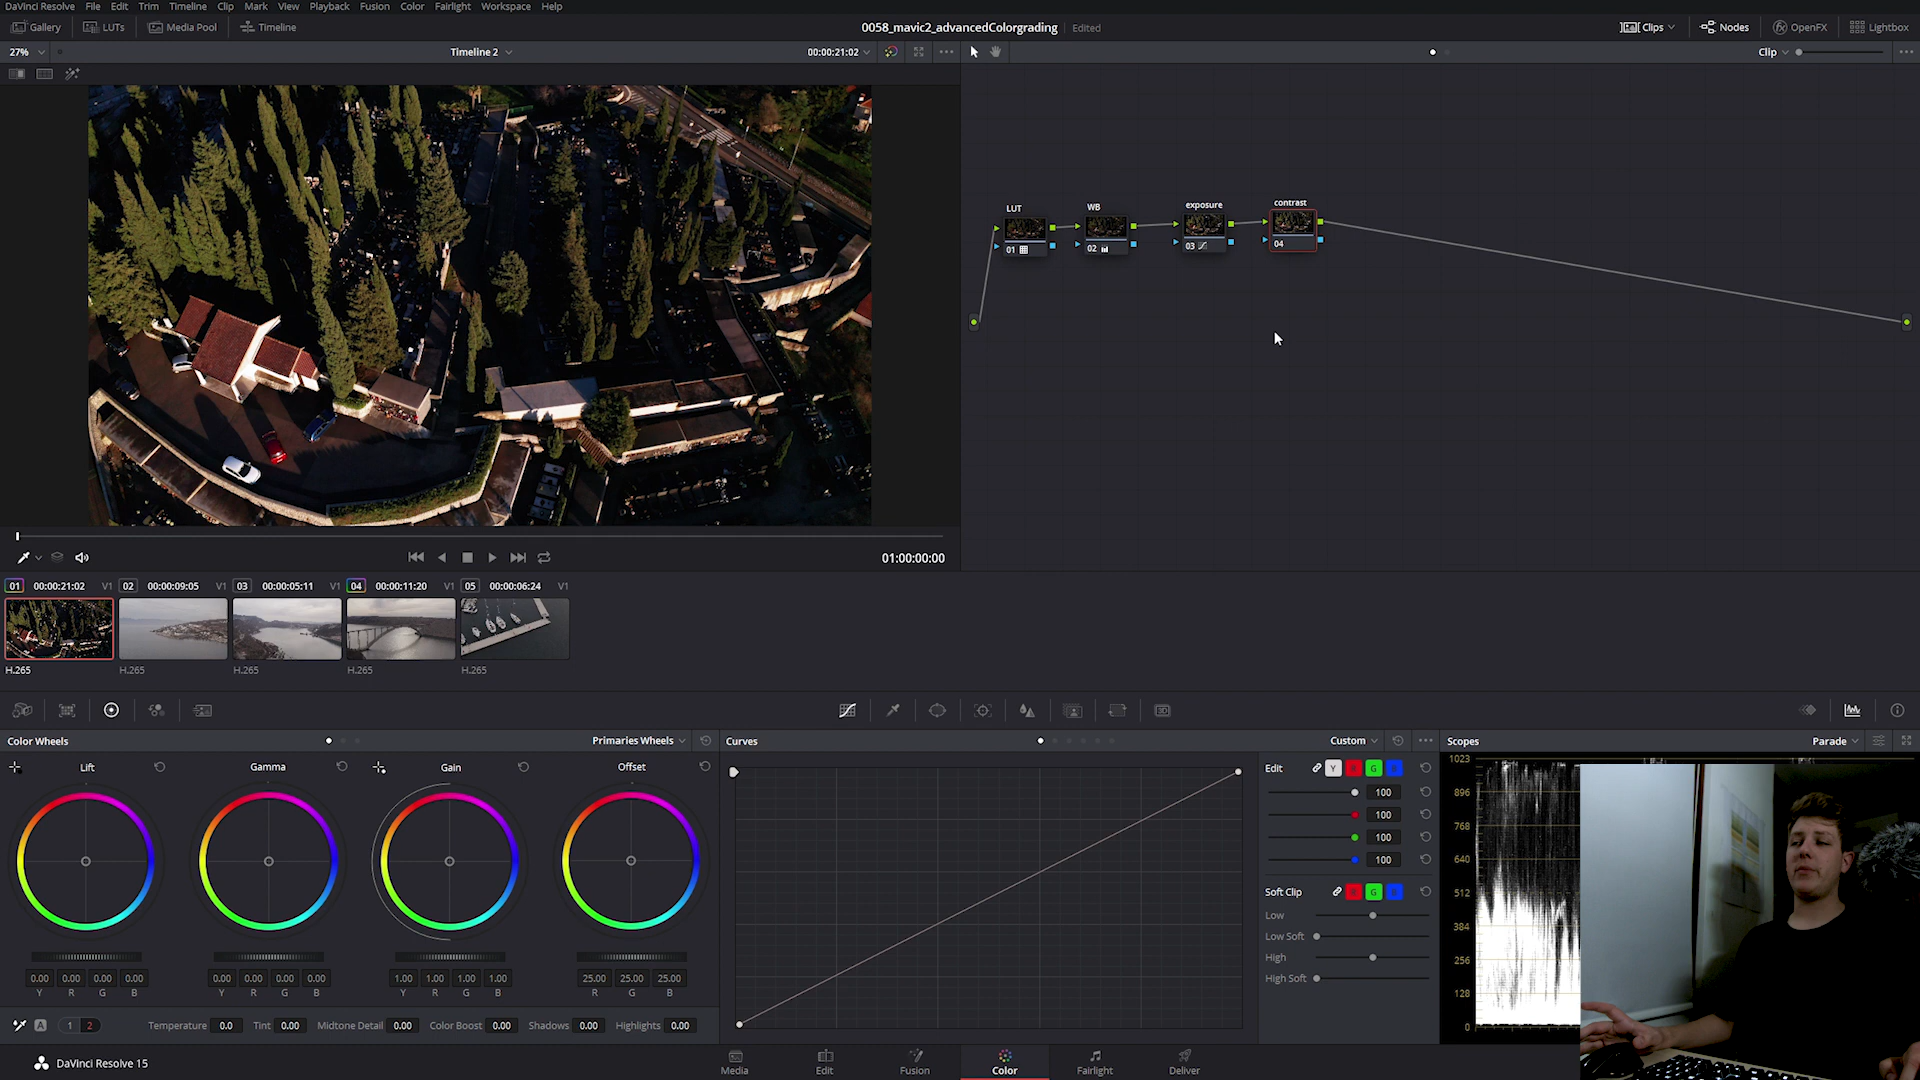 DaVinci Resolve File Edit Trim Timeline Clip Mark View Playback Fusion Color Fairlight Workspace Help
Gallery LUTs Media Pool Timeline 0058_mavic2_advancedColorgrading Edited Clips Nodes OpenFX Lightbox
27% Timeline 2 00:00:21:02 Clip
LUT WB exposure contrast
01 02 03 04
01:00:00:00
01 00:00:21:02 V1 02 00:00:09:05 V1 03 00:00:05:11 V1 04 00:00:11:20 V1 05 00:00:06:24 V1
H.265 H.265 H.265 H.265 H.265
Color Wheels Primaries Wheels Curves Custom Scopes Parade
Lift Gamma Gain Offset
Edit Y R G B
100
100
100
100
Soft Clip R G B
Low
Low Soft
High
High Soft
1023
896
768
640
512
384
256
128
0
0.00 0.00 0.00 0.00 0.00 0.00 0.00 0.00 1.00 1.00 1.00 1.00 25.00 25.00 25.00
Y R G B Y R G B Y R G B R G B
A 1 2 Temperature 0.0 Tint 0.00 Midtone Detail 0.00 Color Boost 0.00 Shadows 0.00 Highlights 0.00
DaVinci Resolve 15 Media Edit Fusion Color Fairlight Deliver